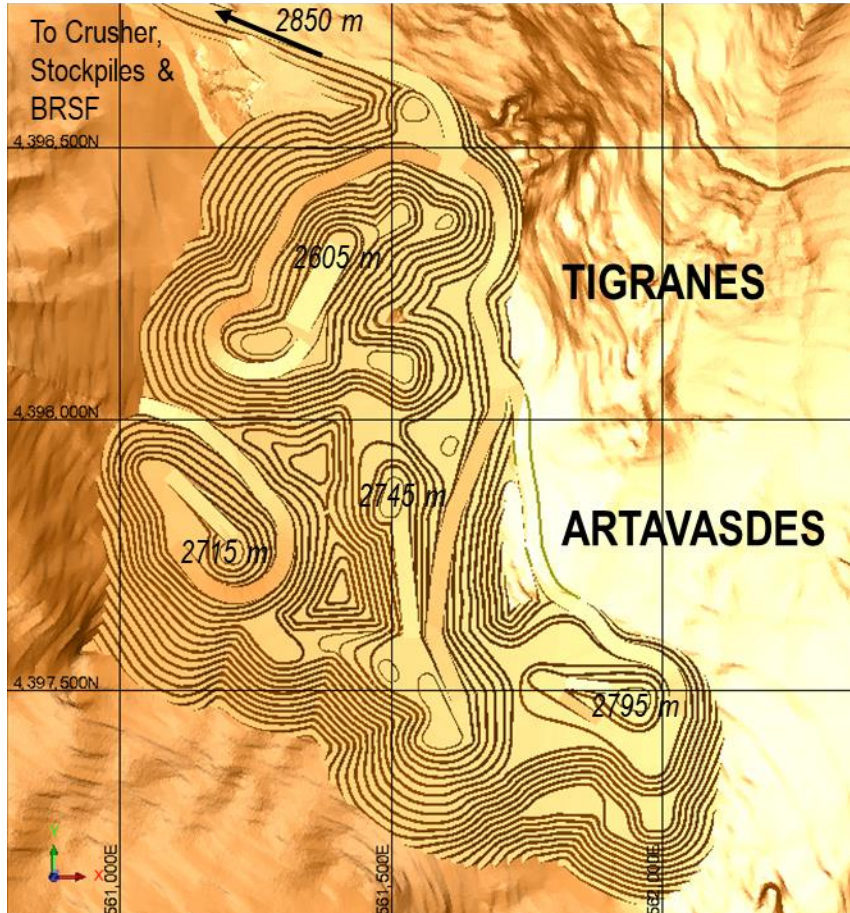 To Crusher,
Stockpiles &
BRSF
2850 m
4,398,500N
2605 m
TIGRANES
4,398,000N
2745 m
ARTAVASDES
2715 m
4,397,500N
2795 m
561,000E
561,500E
562,000E
Y
X